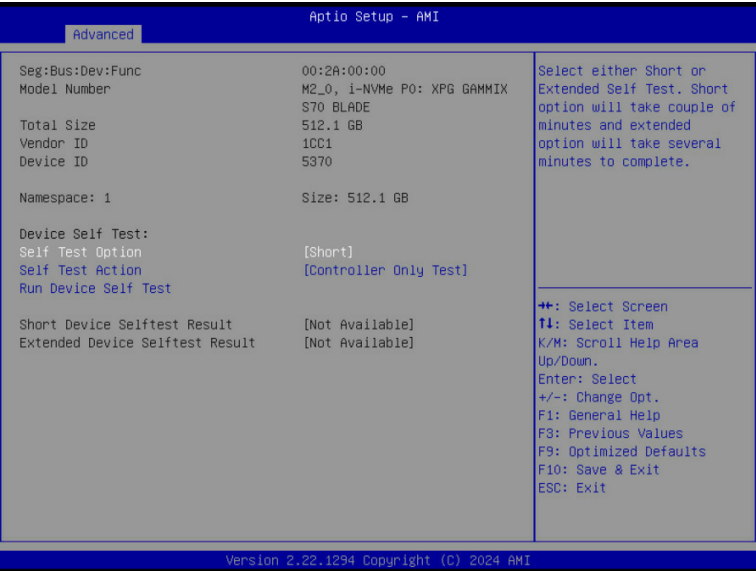 Aptio Setup - AMI
Advanced
Seg:Bus:Dev:Func 00:2A:00:00
Model Number M2_0, i-NVMe P0: XPG GAMMIX
S70 BLADE
Total Size 512.1 GB
Vendor ID 1CC1
Device ID 5370
Namespace: 1 Size: 512.1 GB
Device Self Test:
Self Test Option [Short]
Self Test Action [Controller Only Test]
Run Device Self Test
Short Device Selftest Result [Not Available]
Extended Device Selftest Result [Not Available]
Select either Short or
Extended Self Test. Short
option will take couple of
minutes and extended
option will take several
minutes to complete.
→←: Select Screen
↑↓: Select Item
K/M: Scroll Help Area
Up/Down.
Enter: Select
+/-: Change Opt.
F1: General Help
F3: Previous Values
F9: Optimized Defaults
F10: Save & Exit
ESC: Exit
Version 2.22.1294 Copyright (C) 2024 AMI